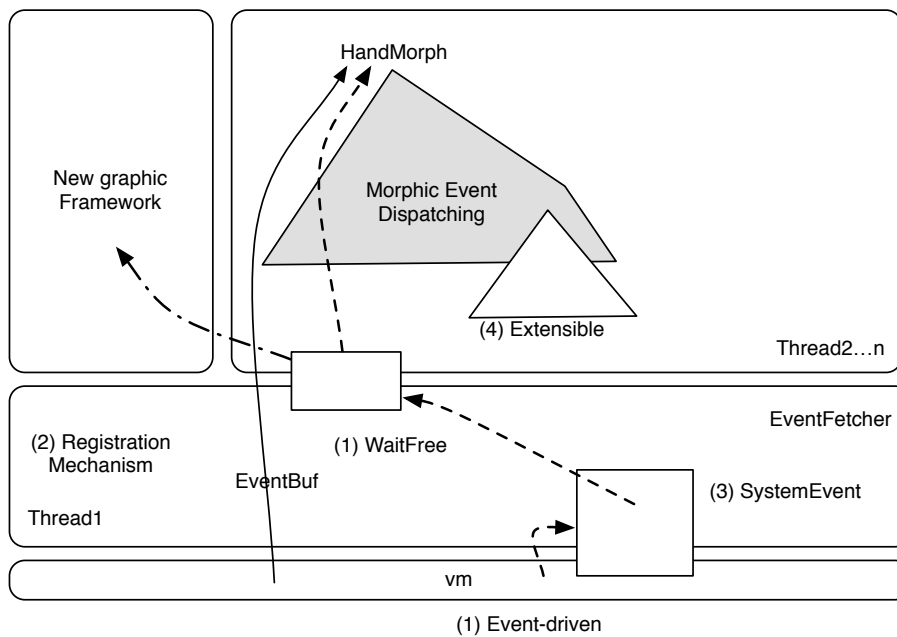 HandMorph
New graphic
Framework
Morphic Event
Dispatching
(4) Extensible
Thread2…n
EventFetcher
(2) Registration
Mechanism
(1) WaitFree
EventBuf
(3) SystemEvent
Thread1
vm
(1) Event-driven